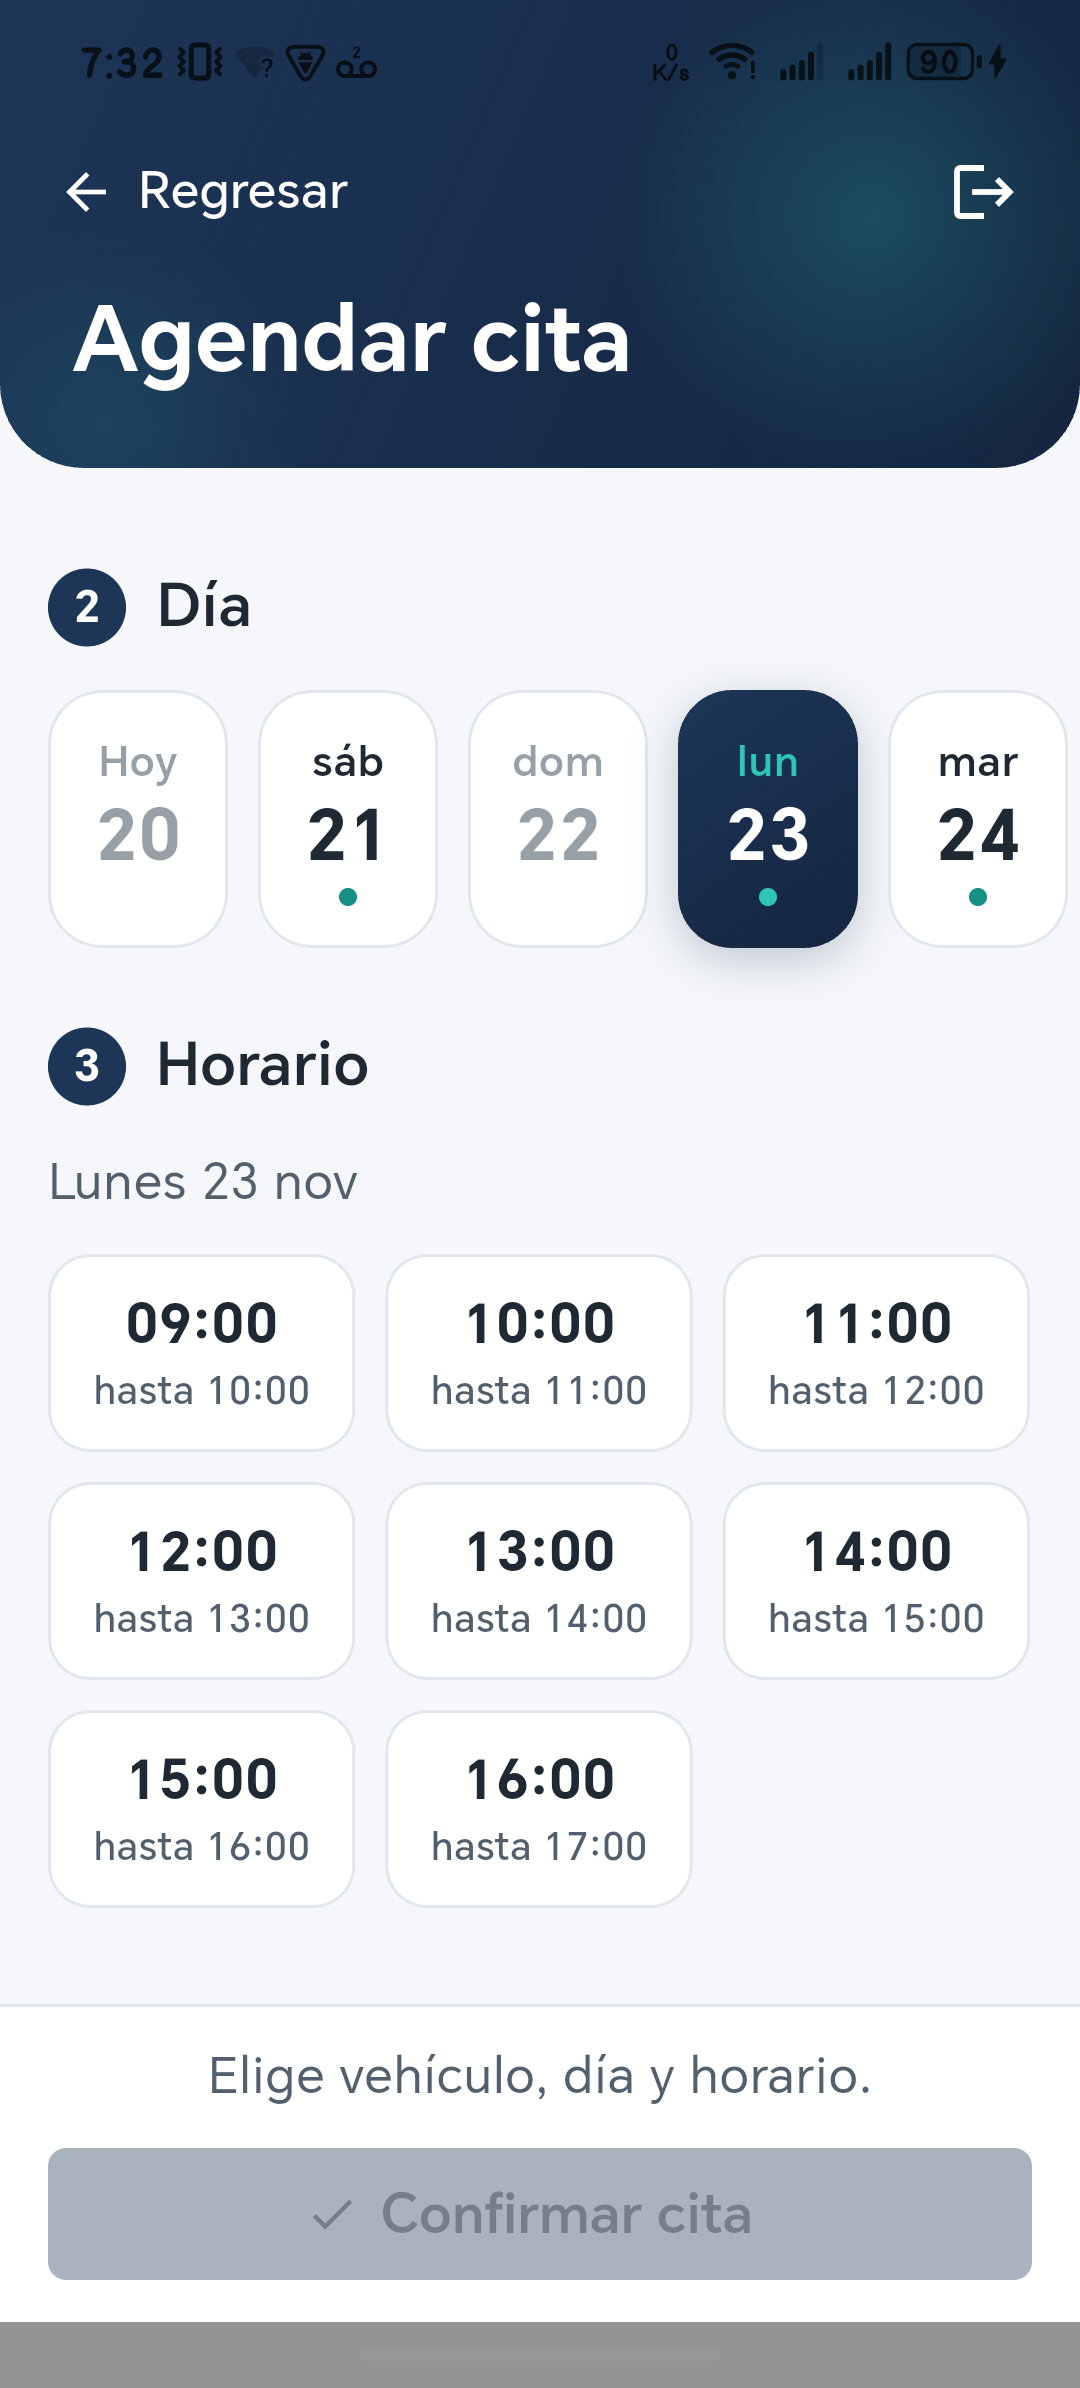 7:32
?
2
0
K/s
!
90
Regresar
Agendar cita
2 Día
Hoy
20
sáb
21
dom
22
lun
23
mar
24
3 Horario
Lunes 23 nov
09:00
hasta 10:00
10:00
hasta 11:00
11:00
hasta 12:00
12:00
hasta 13:00
13:00
hasta 14:00
14:00
hasta 15:00
15:00
hasta 16:00
16:00
hasta 17:00
Elige vehículo, día y horario.
Confirmar cita